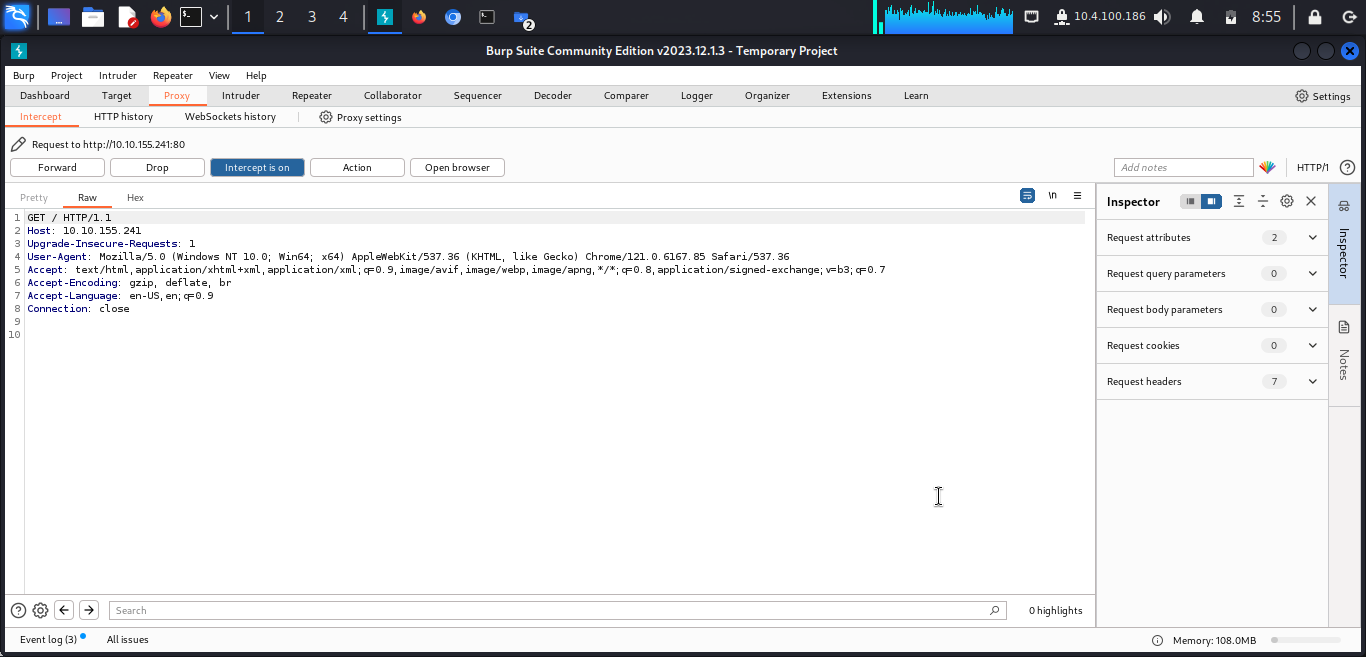 1 2 3 4 2 10.4.100.186 8:55
Burp Suite Community Edition v2023.12.1.3 - Temporary Project
Burp Project Intruder Repeater View Help
Dashboard Target Proxy Intruder Repeater Collaborator Sequencer Decoder Comparer Logger Organizer Extensions Learn Settings
Intercept HTTP history WebSockets history Proxy settings
Request to http://10.10.155.241:80
Forward Drop Intercept is on Action Open browser Add notes HTTP/1
Pretty Raw Hex \n
1 GET / HTTP/1.1
2 Host: 10.10.155.241
3 Upgrade-Insecure-Requests: 1
4 User-Agent: Mozilla/5.0 (Windows NT 10.0; Win64; x64) AppleWebKit/537.36 (KHTML, like Gecko) Chrome/121.0.6167.85 Safari/537.36
5 Accept: text/html,application/xhtml+xml,application/xml;q=0.9,image/avif,image/webp,image/apng,*/*;q=0.8,application/signed-exchange;v=b3;q=0.7
6 Accept-Encoding: gzip, deflate, br
7 Accept-Language: en-US,en;q=0.9
8 Connection: close
9
10
Inspector
Request attributes 2
Request query parameters 0
Request body parameters 0
Request cookies 0
Request headers 7
Inspector
Notes
Search 0 highlights
Event log (3) All issues Memory: 108.0MB